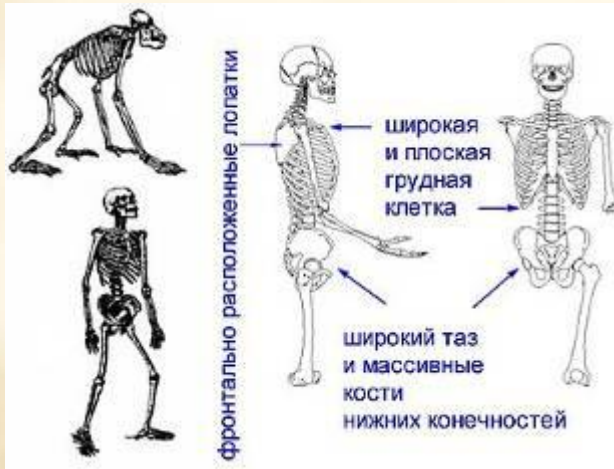 фронтально расположенные лопатки
широкая
и плоская
грудная
клетка
широкий таз
и массивные
кости
нижних конечностей